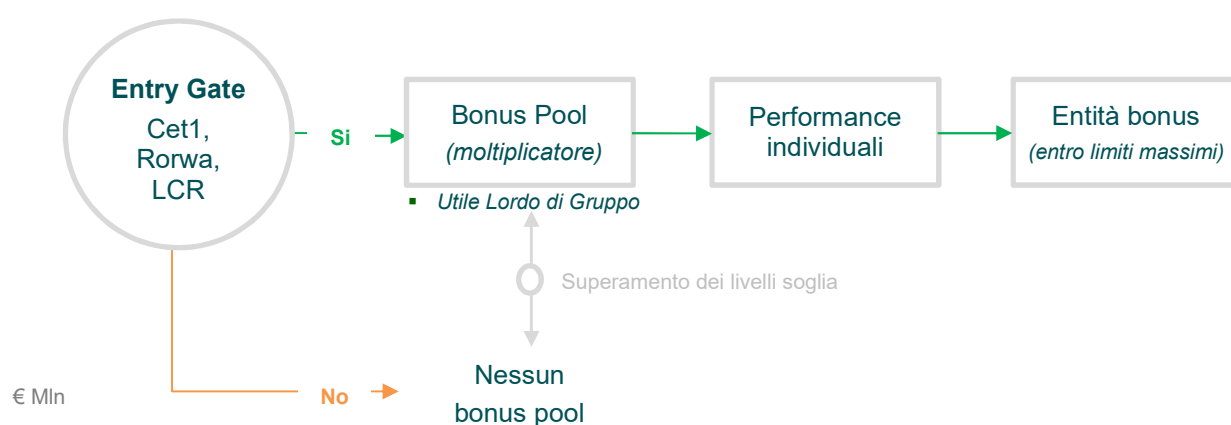 Entry Gate
Cet1,
Rorwa,
LCR
Si
Bonus Pool
(moltiplicatore)
▪ Utile Lordo di Gruppo
Performance
individuali
Entità bonus
(entro limiti massimi)
Superamento dei livelli soglia
€ Mln
No
Nessun
bonus pool